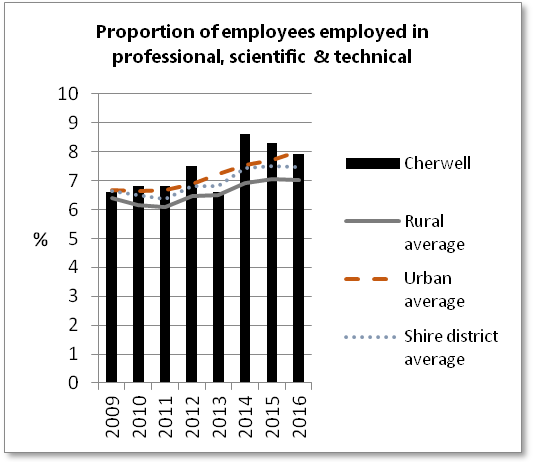 Proportion of employees employed in
professional, scientific & technical
10
9
8
7
6
5
4
3
2
1
0
%
2009
2010
2011
2012
2013
2014
2015
2016
Cherwell
Rural
average
Urban
average
Shire district
average